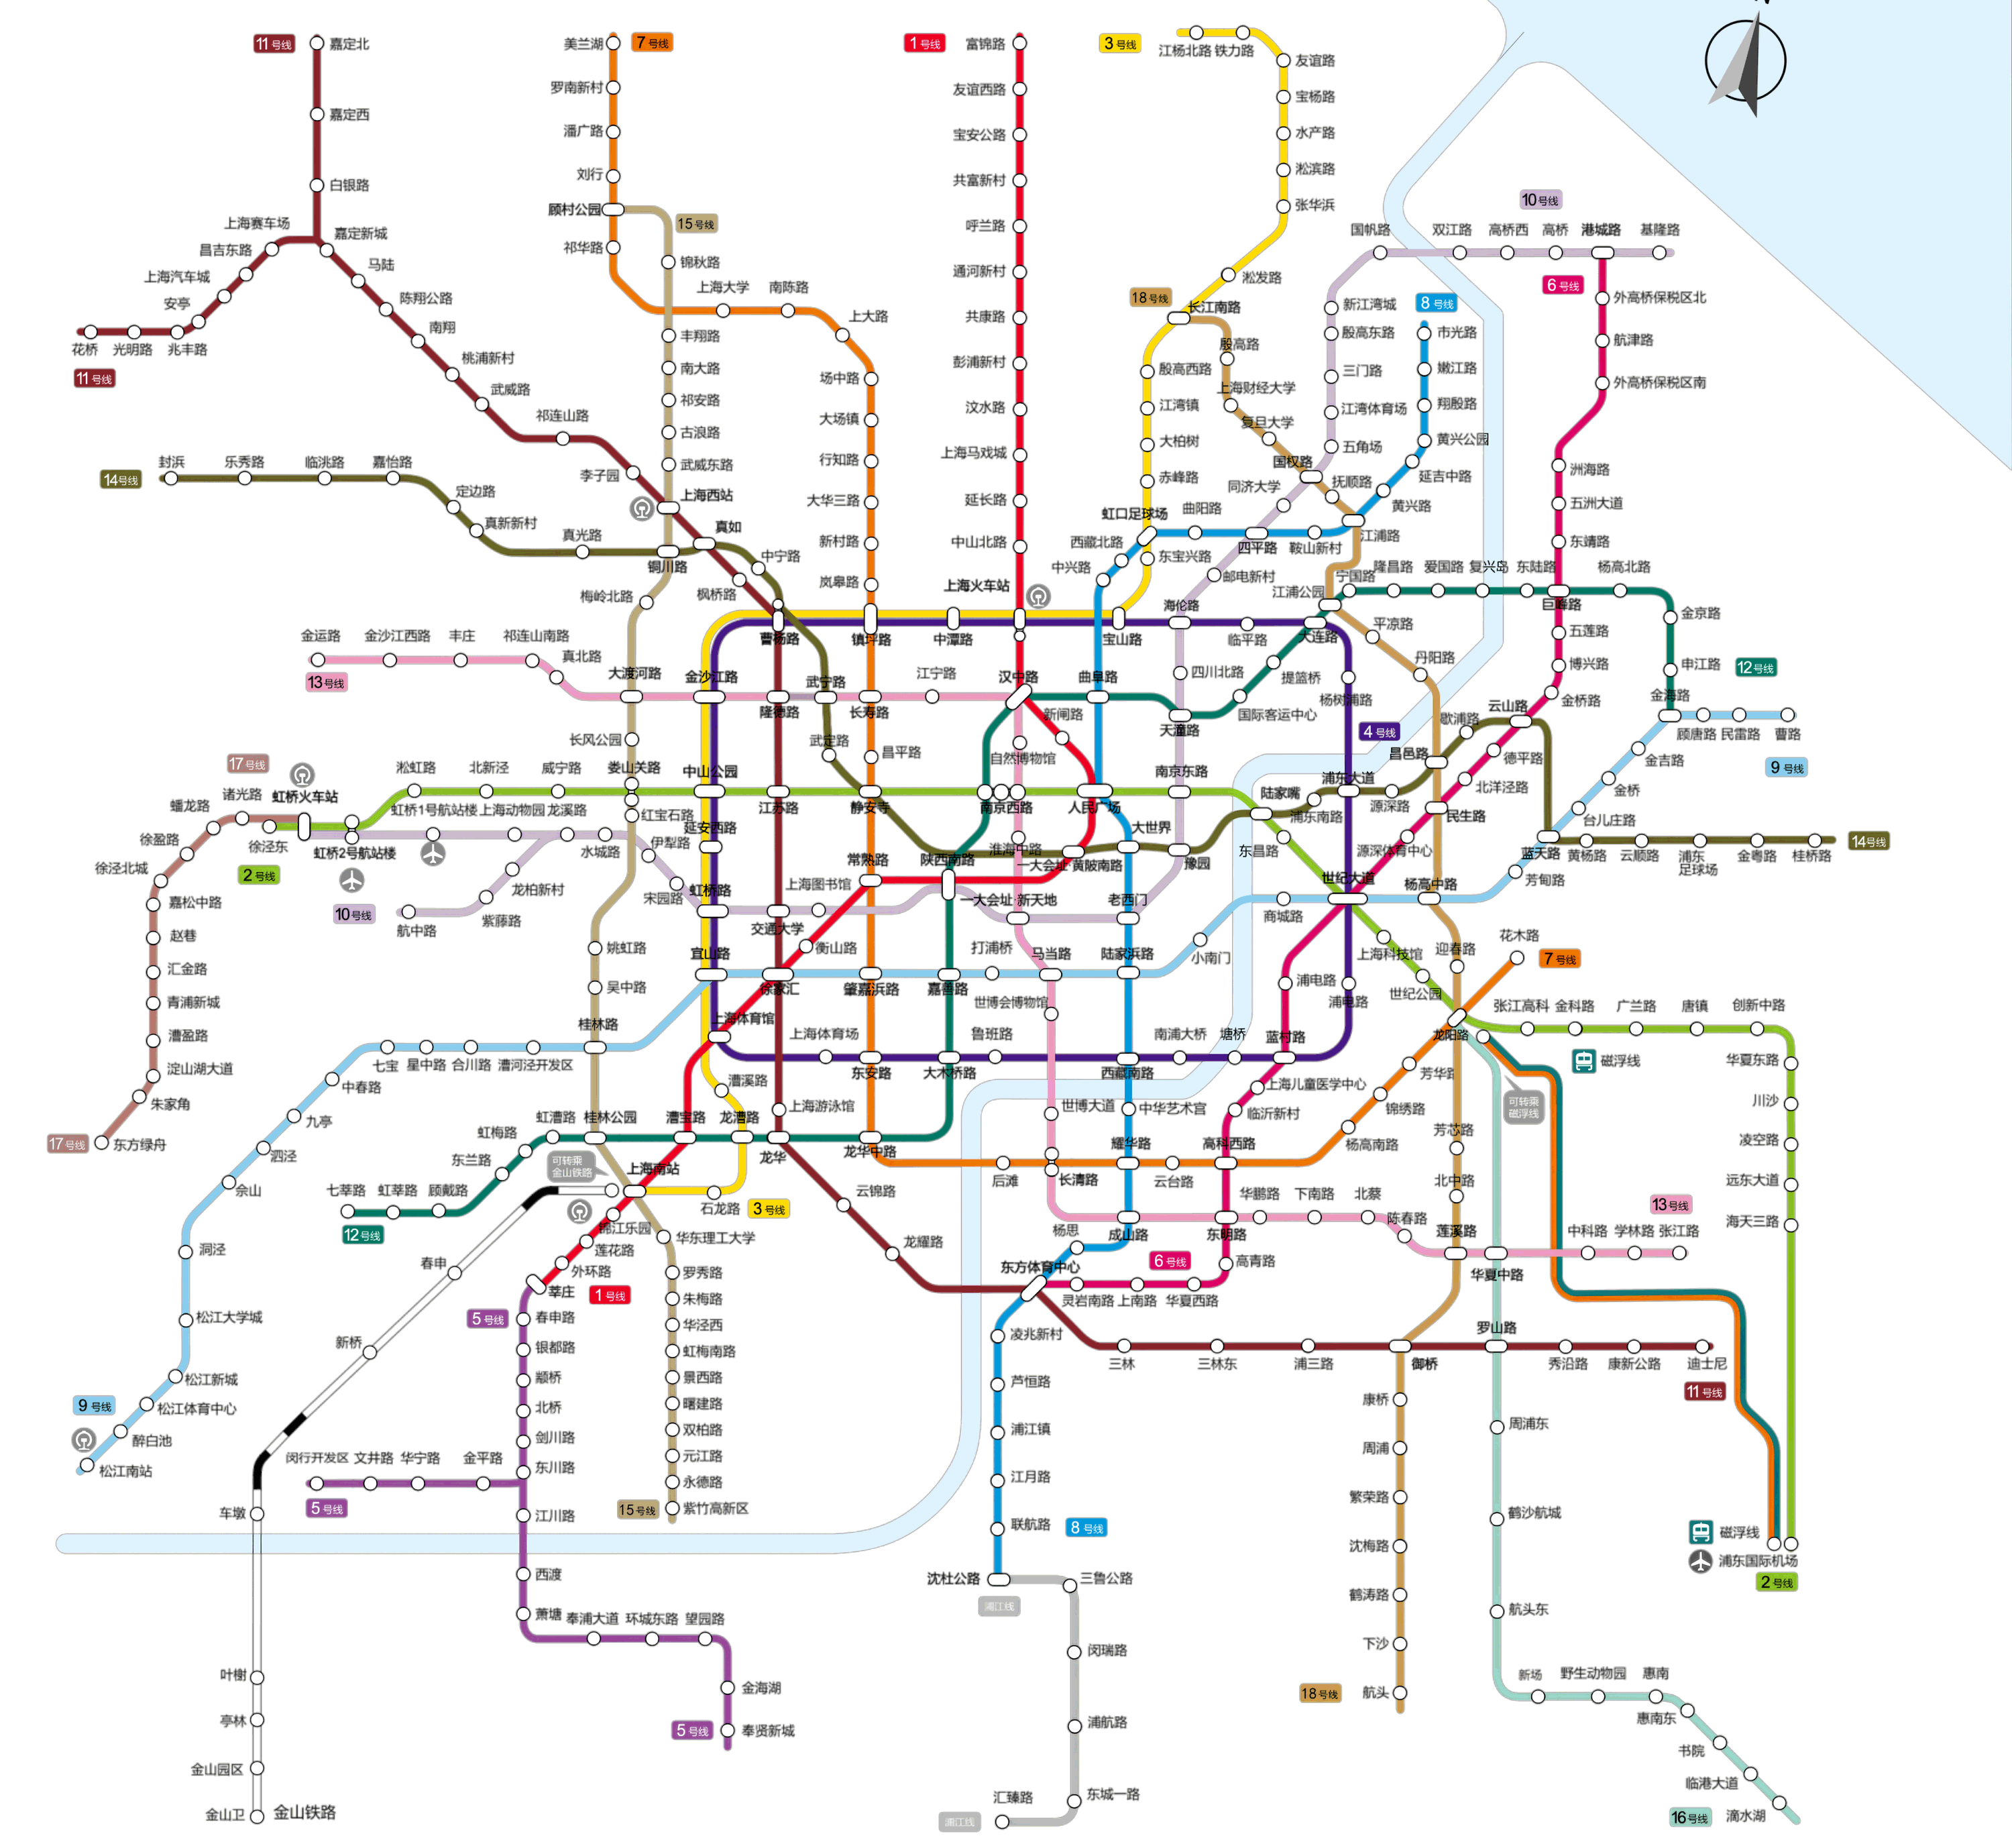 11号线
嘉定北
美兰湖
7号线
1号线
富锦路
3号线
江杨北路 铁力路
友谊路
嘉定西
罗南新村
友谊西路
宝杨路
潘广路
宝安公路
水产路
白银路
刘行
共富新村
淞滨路
顾村公园
15号线
张华浜
10号线
上海赛车场
嘉定新城
祁华路
呼兰路
国帆路 双江路 高桥西 高桥 港城路 基隆路
昌吉东路
马陆
锦秋路
通河新村
淞发路
6号线
上海汽车城
陈翔公路
上海大学 南陈路
18号线
长江南路
新江湾城
8号线
外高桥保税区北
安亭
南翔
上大路
共康路
花桥 光明路 兆丰路
丰翔路
殷高路
殷高东路
市光路
航津路
11号线
桃浦新村
南大路
场中路
彭浦新村
殷高西路
三门路
嫩江路
外高桥保税区南
武威路
祁安路
汶水路
江湾镇
上海财经大学
江湾体育场
翔殷路
祁连山路
古浪路
大场镇
大柏树
复旦大学
五角场
黄兴公园
14号线
封浜 乐秀路 临洮路 嘉怡路
李子园
武威东路
行知路
上海马戏城
赤峰路
国权路
延吉中路
洲海路
定边路
上海西站
大华三路
延长路
同济大学
抚顺路
黄兴路
五洲大道
真新新村
真如
虹口足球场
曲阳路
真光路
铜川路
中宁路
新村路
中山北路
西藏北路
东宝兴路
四平路
鞍山新村
江浦路
东靖路
枫桥路
岚皋路
上海火车站
中兴路
邮电新村
江浦公园
宁国路 隆昌路 爱国路 复兴岛 东陆路
巨峰路
杨高北路
梅岭北路
海伦路
金京路
金运路 金沙江西路 丰庄 祁连山南路
曹杨路
镇坪路
中潭路
宝山路
临平路
大连路
平凉路
五莲路
真北路
13号线
大渡河路
金沙江路
武宁路
江宁路
汉中路
曲阜路
四川北路
提篮桥
丹阳路
博兴路
申江路
12号线
隆德路
长寿路
新闸路
天潼路
国际客运中心
杨树浦路
歇浦路
云山路
金桥路
金海路
长风公园
武定路
昌平路
自然博物馆
4号线
昌邑路
德平路
顾唐路 民雷路 曹路
17号线
虹桥火车站
淞虹路 北新泾 威宁路
娄山关路
中山公园
江苏路
静安寺
南京西路
人民广场
南京东路
陆家嘴
浦东大道
源深路
北洋泾路
金吉路
9号线
蟠龙路
诸光路
虹桥1号航站楼 上海动物园 龙溪路
红宝石路
浦东南路
民生路
金桥
徐盈路
徐泾东
虹桥2号航站楼
水城路
延安西路
伊犁路
大世界
豫园
东昌路
源深体育中心
台儿庄路
徐泾北城
2号线
常熟路
陕西南路
淮海中路
一大会址·黄陂南路
蓝天路
黄杨路 云顺路 浦东足球场 金粤路 桂桥路
14号线
嘉松中路
10号线
航中路
紫藤路
龙柏新村
宋园路
虹桥路
上海图书馆
一大会址·新天地
老西门
商城路
世纪大道
杨高中路
芳甸路
赵巷
姚虹路
交通大学
衡山路
打浦桥
马当路
陆家浜路
小南门
上海科技馆
迎春路
花木路
7号线
汇金路
吴中路
宜山路
徐家汇
肇嘉浜路
嘉善路
世博会博物馆
浦电路
浦电路
世纪公园
青浦新城
桂林路
上海体育馆
上海体育场
鲁班路
南浦大桥 塘桥
蓝村路
龙阳路
张江高科 金科路 广兰路 唐镇 创新中路
漕盈路
七宝 星中路 合川路 漕河泾开发区
东安路
大木桥路
西藏南路
磁浮线
华夏东路
淀山湖大道
中春路
漕溪路
上海儿童医学中心
芳华路
朱家角
九亭
上海游泳馆
世博大道
中华艺术宫
临沂新村
锦绣路
可转乘
磁浮线
川沙
17号线
东方绿舟
虹漕路
桂林公园
漕宝路
龙漕路
龙华
龙华中路
耀华路
高科西路
杨高南路
芳芯路
凌空路
泗泾
虹梅路
东兰路
可转乘
金山铁路
上海南站
云锦路
后滩
长清路
云台路
北中路
远东大道
佘山
七莘路 虹莘路 顾戴路
石龙路
3号线
华鹏路 下南路 北蔡
陈春路
13号线
12号线
锦江乐园
华东理工大学
龙耀路
杨思
成山路
东明路
莲溪路
中科路 学林路 张江路
海天三路
洞泾
春申
莲花路
外环路
罗秀路
东方体育中心
6号线
高青路
华夏中路
莘庄
1号线
朱梅路
灵岩南路 上南路 华夏西路
松江大学城
新桥
5号线
春申路
华泾西
凌兆新村
罗山路
银都路
虹梅南路
三林 三林东 浦三路
御桥
秀沿路 康新公路 迪士尼
松江新城
颛桥
景西路
芦恒路
康桥
11号线
9号线
松江体育中心
北桥
曙建路
浦江镇
周浦东
醉白池
剑川路
双柏路
周浦
松江南站
闵行开发区 文井路 华宁路 金平路
东川路
元江路
江月路
5号线
永德路
繁荣路
车墩
江川路
15号线
紫竹高新区
联航路
8号线
鹤沙航城
磁浮线
沈梅路
浦东国际机场
西渡
沈杜公路
三鲁公路
2号线
浦江线
鹤涛路
萧塘
奉浦大道 环城东路 望园路
航头东
叶榭
闵瑞路
下沙
新场 野生动物园 惠南
金海湖
18号线
航头
惠南东
亭林
5号线
奉贤新城
浦航路
书院
金山园区
临港大道
汇臻路
东城一路
金山卫
金山铁路
浦江线
16号线
滴水湖